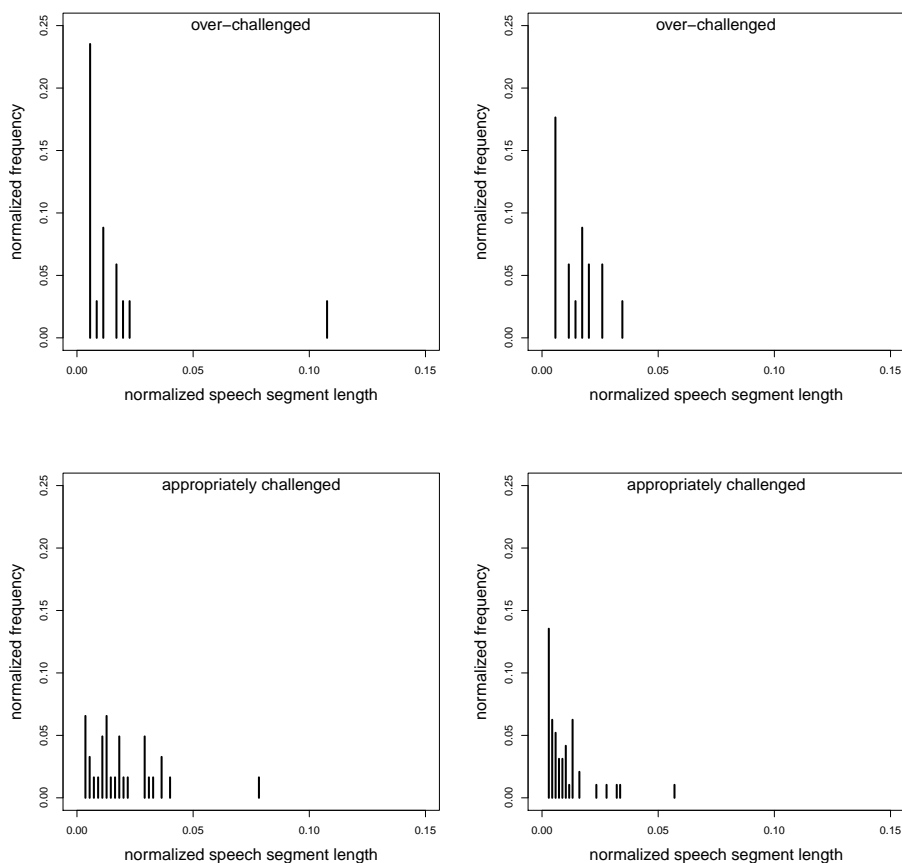 over−challenged
0.25
0.20
0.15
0.10
0.05
0.00
normalized frequency
0.00 0.05 0.10 0.15
normalized speech segment length
over−challenged
0.25
0.20
0.15
0.10
0.05
0.00
normalized frequency
0.00 0.05 0.10 0.15
normalized speech segment length
appropriately challenged
0.25
0.20
0.15
0.10
0.05
0.00
normalized frequency
0.00 0.05 0.10 0.15
normalized speech segment length
appropriately challenged
0.25
0.20
0.15
0.10
0.05
0.00
normalized frequency
0.00 0.05 0.10 0.15
normalized speech segment length